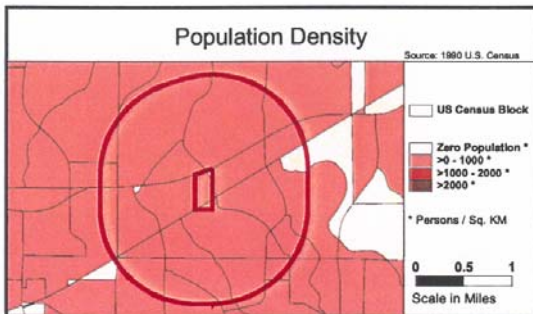 Population Density
Source: 1990 U.S. Census
US Census Block
Zero Population *
>0 - 1000 *
>1000 - 2000 *
>2000 *
* Persons / Sq. KM
0 0.5 1
Scale in Miles